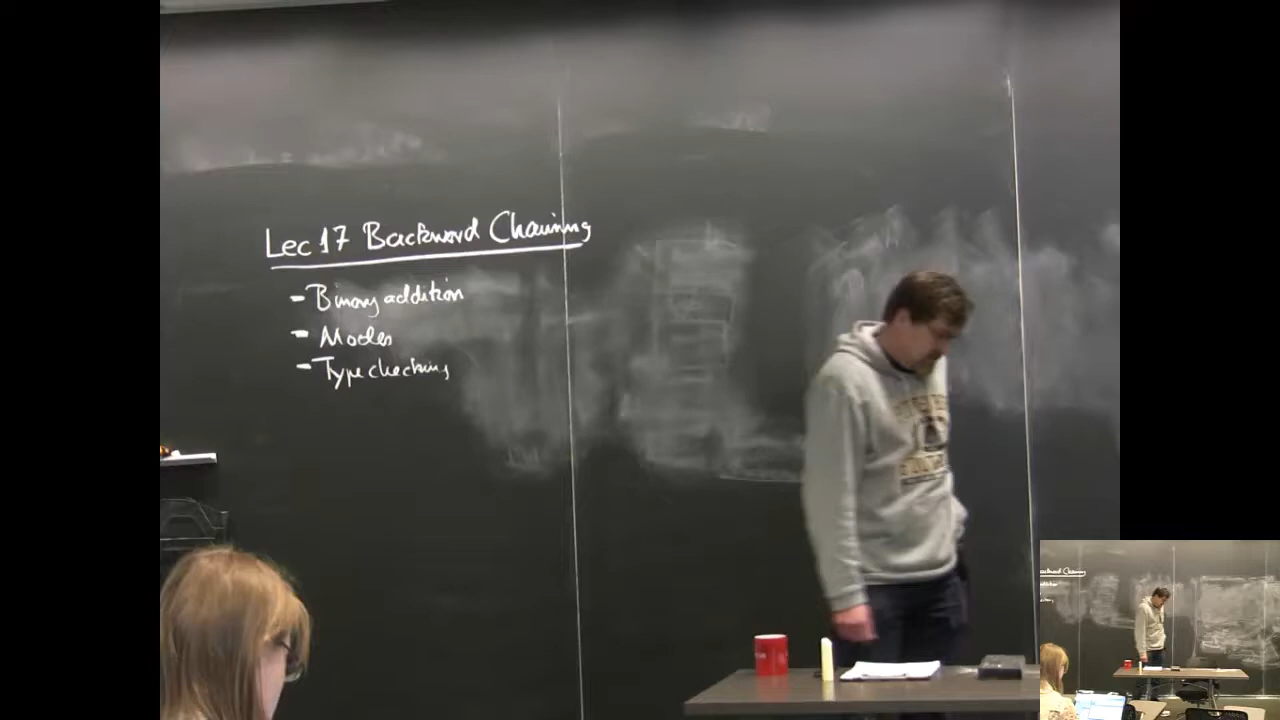 Lec 17 Backward Chaining
- Binary addition
- Modes
- Type checking